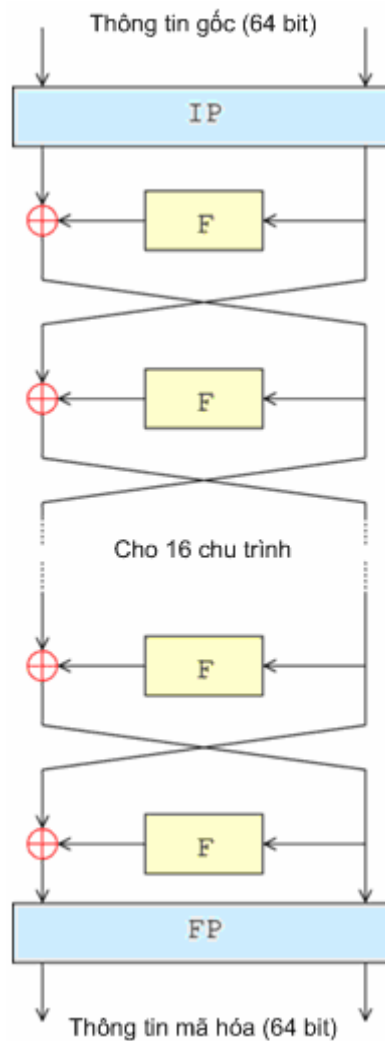 Thông tin gốc (64 bit)
IP
F
F
Cho 16 chu trình
F
F
FP
Thông tin mã hóa (64 bit)